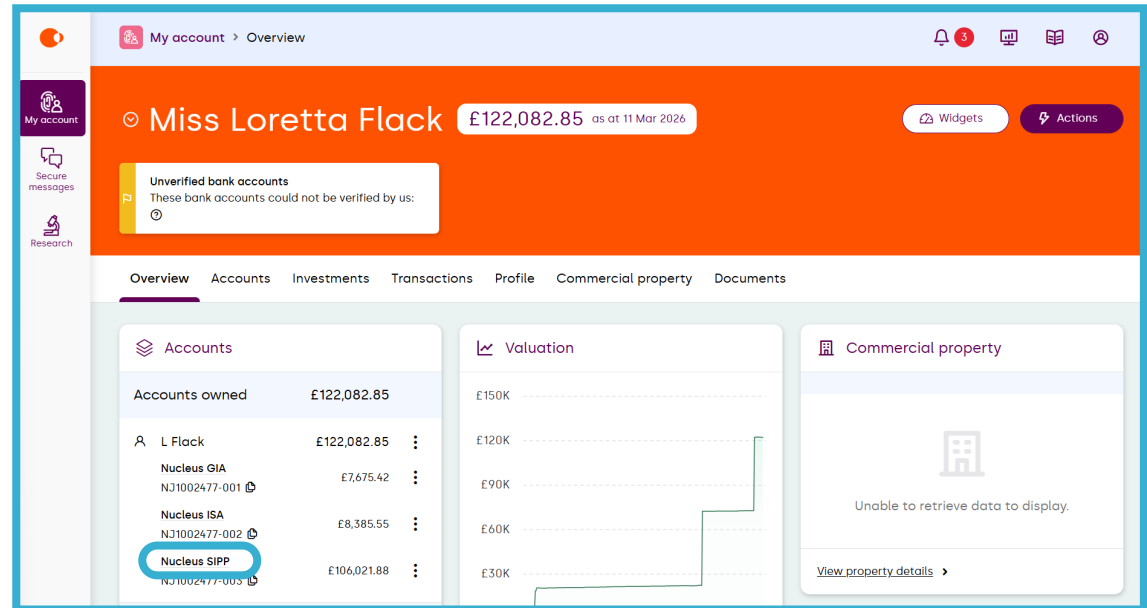 My account > Overview
3
My account
Secure
messages
Research
Miss Loretta Flack
£122,082.85 as at 11 Mar 2026
Widgets
Actions
Unverified bank accounts
These bank accounts could not be verified by us:
Overview Accounts Investments Transactions Profile Commercial property Documents
Accounts
Accounts owned £122,082.85
L Flack £122,082.85
Nucleus GIA
NJ1002477-001
£7,675.42
Nucleus ISA
NJ1002477-002
£8,385.55
Nucleus SIPP
NJ1002477-003
£106,021.88
Valuation
£150K
£120K
£90K
£60K
£30K
Commercial property
Unable to retrieve data to display.
View property details >